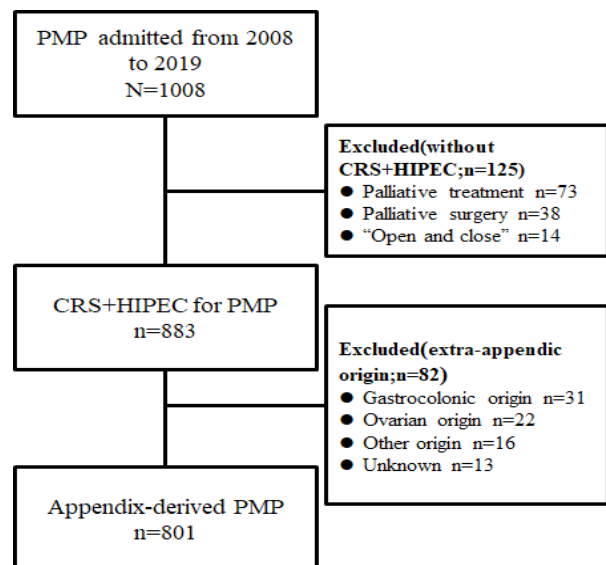 PMP admitted from 2008
to 2019
N=1008
Excluded(without
CRS+HIPEC;n=125)
● Palliative treatment n=73
● Palliative surgery n=38
● “Open and close” n=14
CRS+HIPEC for PMP
n=883
Excluded(extra-appendic
origin;n=82)
● Gastrocolonic origin n=31
● Ovarian origin n=22
● Other origin n=16
● Unknown n=13
Appendix-derived PMP
n=801